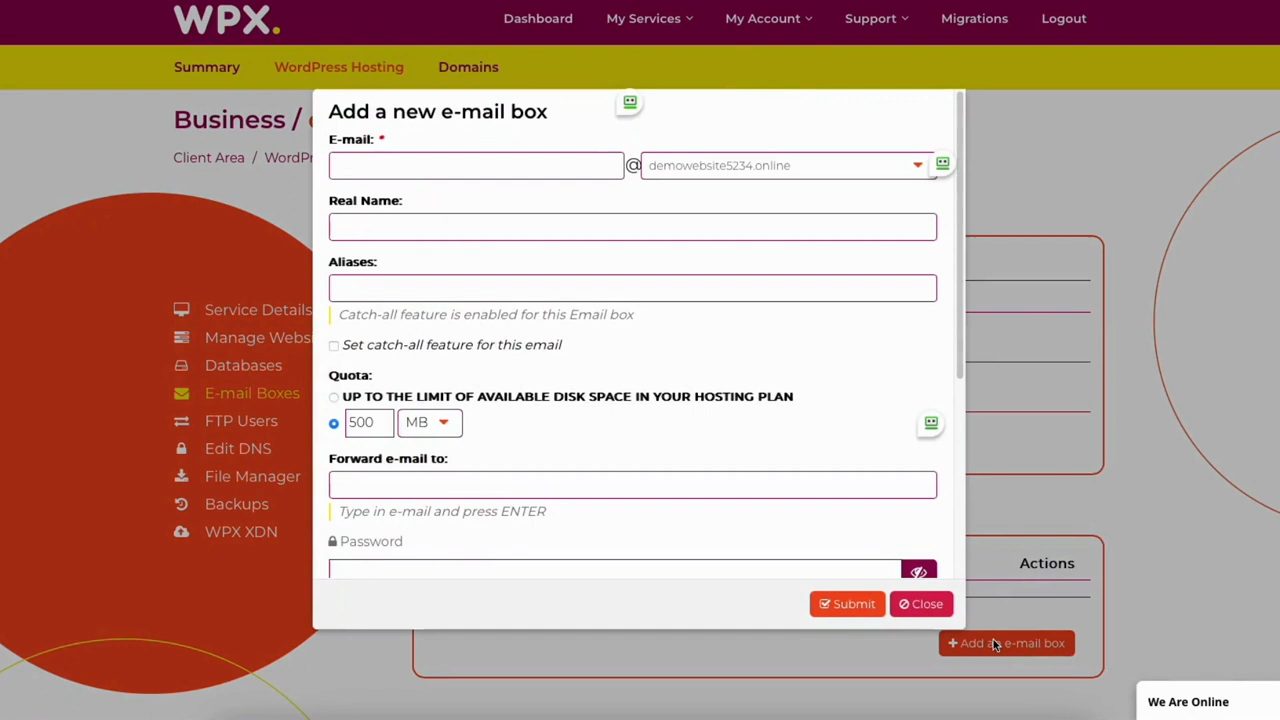 WPX.
Dashboard
My Services
My Account
Support
Migrations
Logout
Summary
WordPress Hosting
Domains
Business /
Client Area / WordPr
Service Details
Manage Websi
Databases
E-mail Boxes
FTP Users
Edit DNS
File Manager
Backups
WPX XDN
Add a new e-mail box
E-mail: *
@ demowebsite5234.online
Real Name:
Aliases:
Catch-all feature is enabled for this Email box
Set catch-all feature for this email
Quota:
UP TO THE LIMIT OF AVAILABLE DISK SPACE IN YOUR HOSTING PLAN
500 MB
Forward e-mail to:
Type in e-mail and press ENTER
Password
Submit
Close
Actions
+ Add an e-mail box
We Are Online